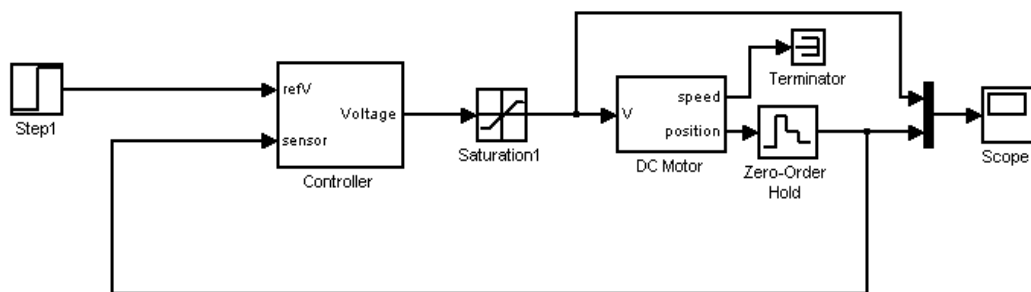 Step1
refV
sensor
Voltage
Controller
Saturation1
V
speed
position
DC Motor
Terminator
Zero-Order
Hold
Scope